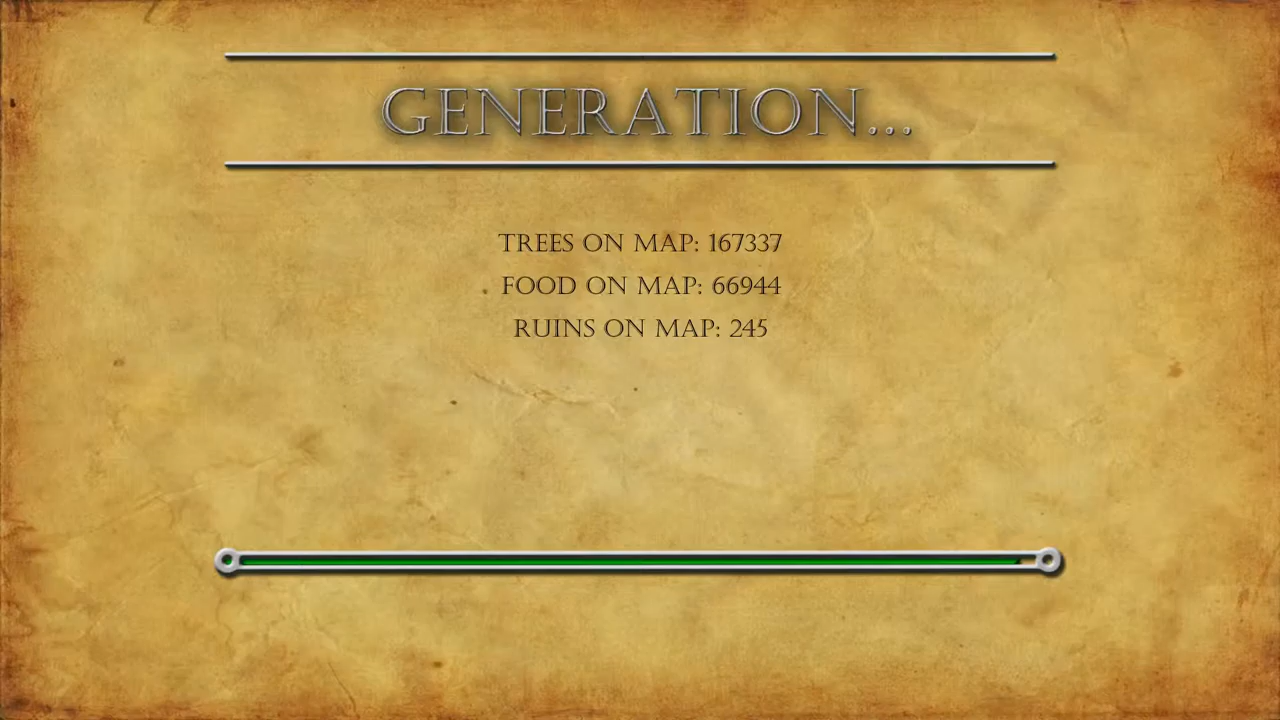 GENERATION...
TREES ON MAP: 167337
FOOD ON MAP: 66944
RUINS ON MAP: 245